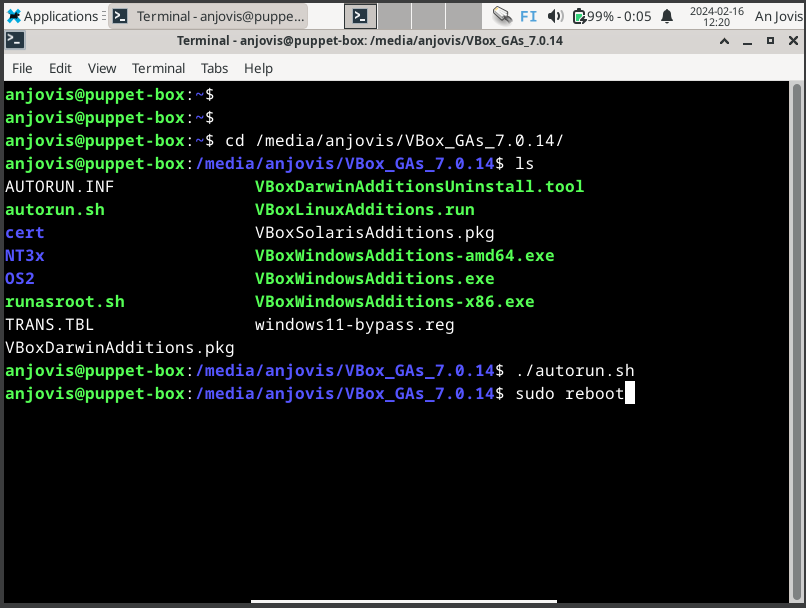 Applications Terminal - anjovis@puppe... FI 99% - 0:05 2024-02-16 12:20 An Jovis
Terminal - anjovis@puppet-box: /media/anjovis/VBox_GAs_7.0.14
File Edit View Terminal Tabs Help
anjovis@puppet-box:~$
anjovis@puppet-box:~$
anjovis@puppet-box:~$ cd /media/anjovis/VBox_GAs_7.0.14/
anjovis@puppet-box:/media/anjovis/VBox_GAs_7.0.14$ ls
AUTORUN.INF VBoxDarwinAdditionsUninstall.tool
autorun.sh VBoxLinuxAdditions.run
cert VBoxSolarisAdditions.pkg
NT3x VBoxWindowsAdditions-amd64.exe
OS2 VBoxWindowsAdditions.exe
runasroot.sh VBoxWindowsAdditions-x86.exe
TRANS.TBL windows11-bypass.reg
VBoxDarwinAdditions.pkg
anjovis@puppet-box:/media/anjovis/VBox_GAs_7.0.14$ ./autorun.sh
anjovis@puppet-box:/media/anjovis/VBox_GAs_7.0.14$ sudo reboot